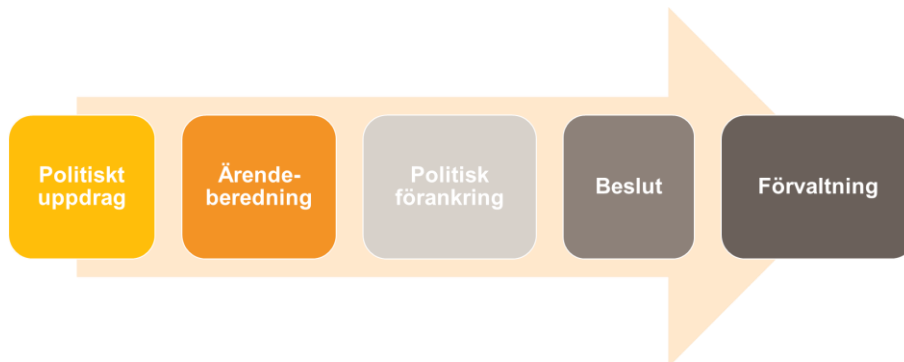 Politiskt
uppdrag
Ärende-
beredning
Politisk
förankring
Beslut
Förvaltning